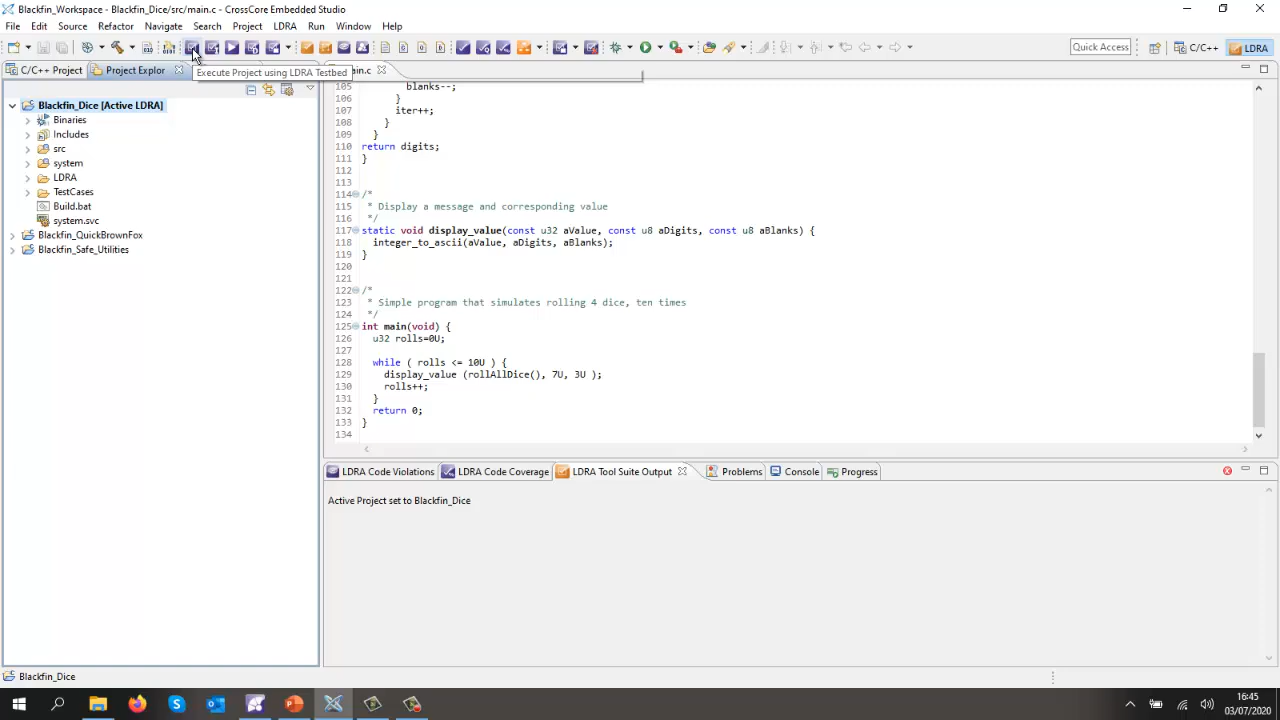 Blackfin_Workspace - Blackfin_Dice/src/main.c - CrossCore Embedded Studio
File Edit Source Refactor Navigate Search Project LDRA Run Window Help
Quick Access
C/C++
LDRA
C/C++ Project
Project Explor
Execute Project using LDRA Testbed
Blackfin_Dice [Active LDRA]
Binaries
Includes
src
system
LDRA
TestCases
Build.bat
system.svc
Blackfin_QuickBrownFox
Blackfin_Safe_Utilities
105 blanks--;
106 }
107 iter++;
108 }
109 }
110 return digits;
111 }
112
113
114 /*
115 * Display a message and corresponding value
116 */
117 static void display_value(const u32 aValue, const u8 aDigits, const u8 aBlanks) {
118 integer_to_ascii(aValue, aDigits, aBlanks);
119 }
120
121
122 /*
123 * Simple program that simulates rolling 4 dice, ten times
124 */
125 int main(void) {
126 u32 rolls=0U;
127
128 while ( rolls <= 10U ) {
129 display_value (rollAllDice(), 7U, 3U );
130 rolls++;
131 }
132 return 0;
133 }
134
LDRA Code Violations LDRA Code Coverage LDRA Tool Suite Output Problems Console Progress
Active Project set to Blackfin_Dice
Blackfin_Dice
16:45
03/07/2020